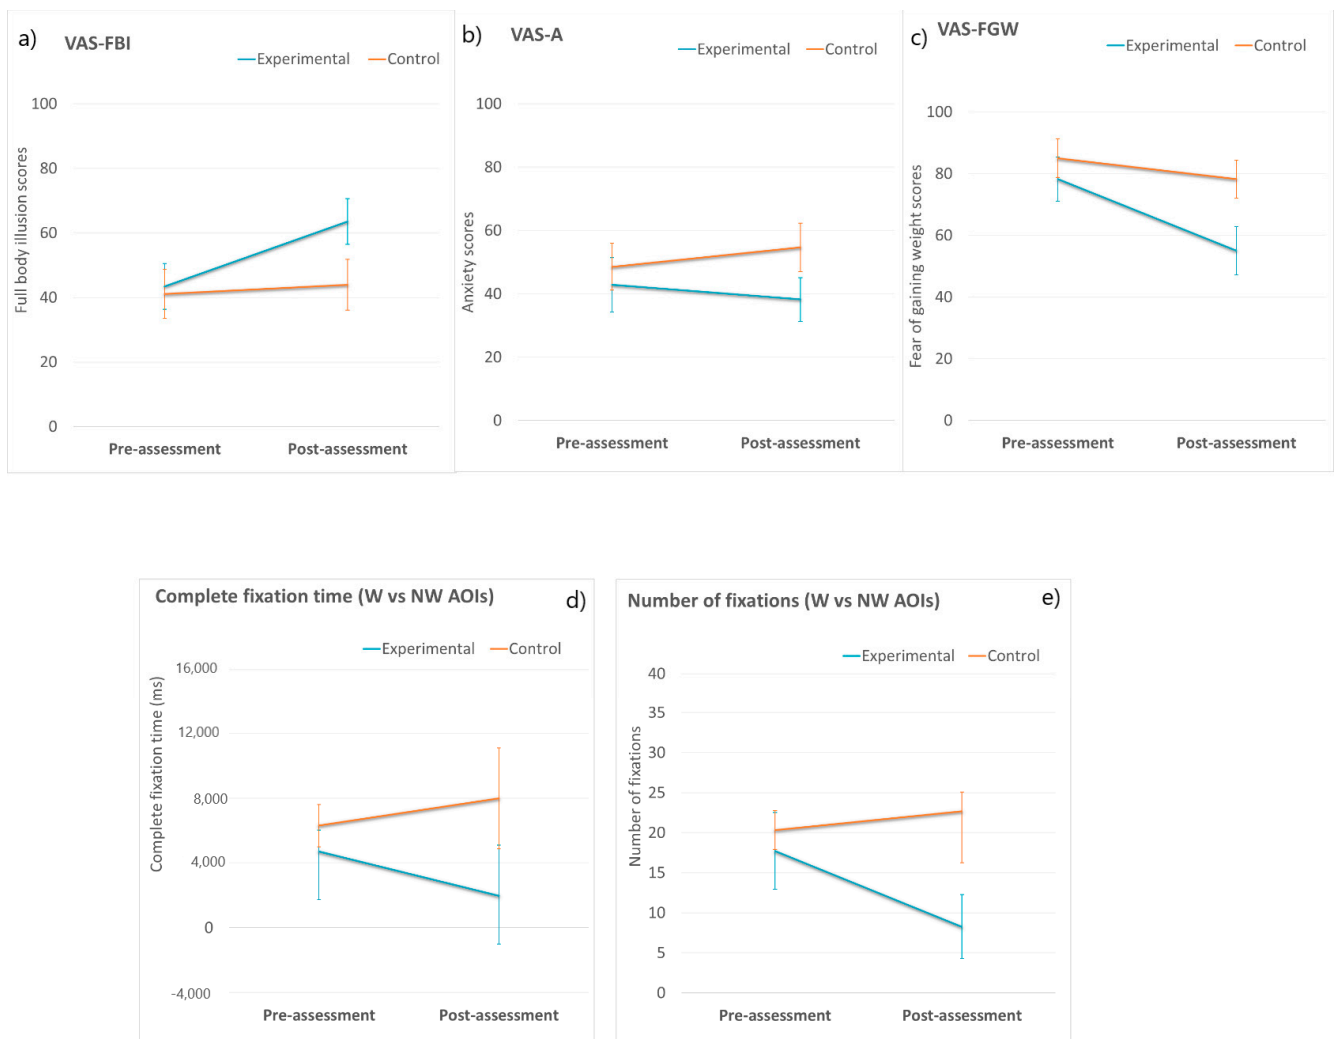 a) VAS-FBI
Experimental Control
Full body illusion scores
100
80
60
40
20
0
Pre-assessment Post-assessment
b) VAS-A
Experimental Control
Anxiety scores
100
80
60
40
20
0
Pre-assessment Post-assessment
c) VAS-FGW
Experimental Control
Fear of gaining weight scores
100
80
60
40
20
0
Pre-assessment Post-assessment
Complete fixation time (W vs NW AOIs) d)
Experimental Control
Complete fixation time (ms)
16,000
12,000
8,000
4,000
0
-4,000
Pre-assessment Post-assessment
Number of fixations (W vs NW AOIs) e)
Experimental Control
Number of fixations
40
35
30
25
20
15
10
5
0
Pre-assessment Post-assessment